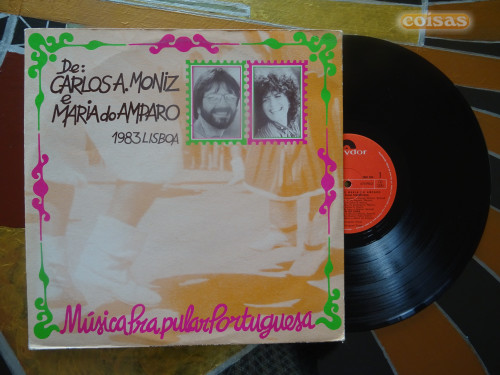 coisas
De:
CARLOS A. MONIZ
e
MARIA do AMPARO
1983 LISBOA
Música Pra, pular Portuguesa